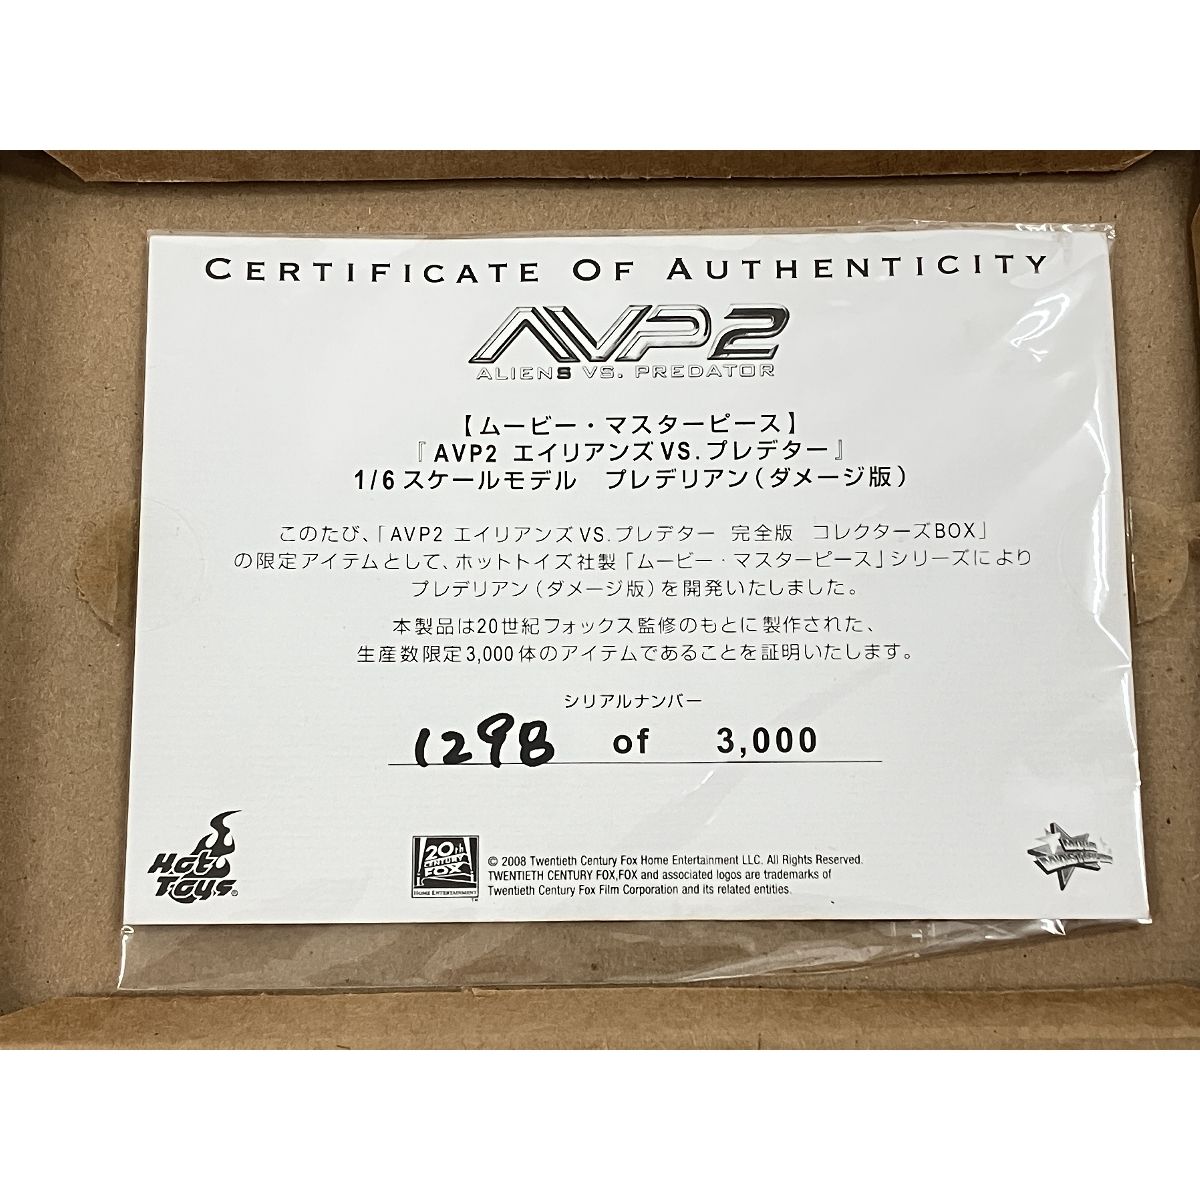 CERTIFICATE OF AUTHENTICITY
AVP2
ALIENS VS. PREDATOR
【ムービー・マスターピース】
『AVP2 エイリアンズVS.プレデター』
1/6スケールモデル プレデリアン(ダメージ版)
このたび、「AVP2 エイリアンズVS.プレデター 完全版 コレクターズBOX」
の限定アイテムとして、ホットトイズ社製「ムービー・マスターピース」シリーズにより
プレデリアン(ダメージ版)を開発いたしました。
本製品は20世紀フォックス監修のもとに製作された、
生産数限定3,000体のアイテムであることを証明いたします。
シリアルナンバー
1298 of 3,000
Hot
Toys®
20th
CENTURY
FOX
HOME ENTERTAINMENT
TM
© 2008 Twentieth Century Fox Home Entertainment LLC. All Rights Reserved.
TWENTIETH CENTURY FOX,FOX and associated logos are trademarks of
Twentieth Century Fox Film Corporation and its related entities.